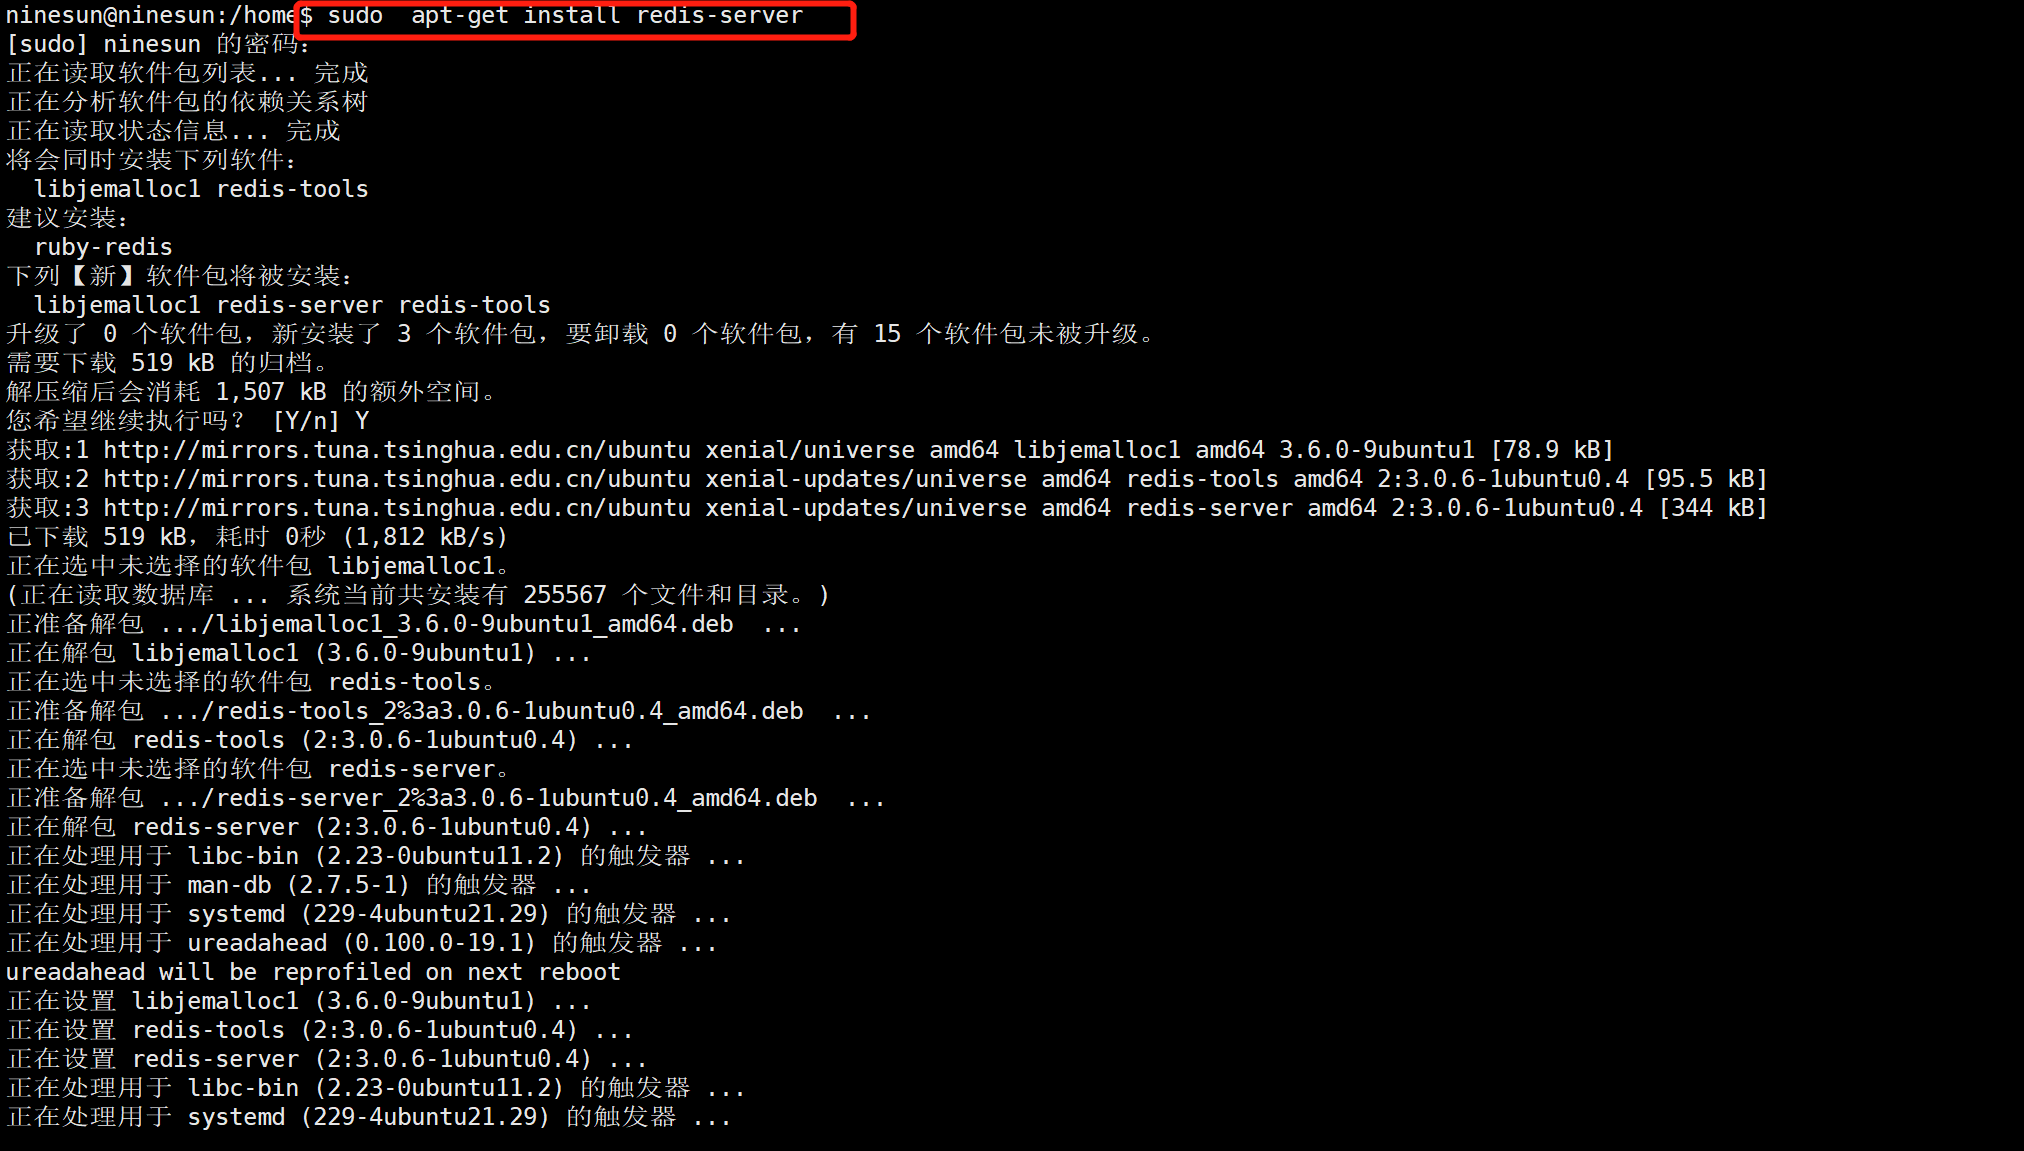 ninesun@ninesun:/home$ sudo  apt-get install redis-server
[sudo] ninesun 的密码：
正在读取软件包列表... 完成
正在分析软件包的依赖关系树
正在读取状态信息... 完成
将会同时安装下列软件：
  libjemalloc1 redis-tools
建议安装：
  ruby-redis
下列【新】软件包将被安装：
  libjemalloc1 redis-server redis-tools
升级了 0 个软件包，新安装了 3 个软件包，要卸载 0 个软件包，有 15 个软件包未被升级。
需要下载 519 kB 的归档。
解压缩后会消耗 1,507 kB 的额外空间。
您希望继续执行吗？ [Y/n] Y
获取:1 http://mirrors.tuna.tsinghua.edu.cn/ubuntu xenial/universe amd64 libjemalloc1 amd64 3.6.0-9ubuntu1 [78.9 kB]
获取:2 http://mirrors.tuna.tsinghua.edu.cn/ubuntu xenial-updates/universe amd64 redis-tools amd64 2:3.0.6-1ubuntu0.4 [95.5 kB]
获取:3 http://mirrors.tuna.tsinghua.edu.cn/ubuntu xenial-updates/universe amd64 redis-server amd64 2:3.0.6-1ubuntu0.4 [344 kB]
已下载 519 kB，耗时 0秒 (1,812 kB/s)
正在选中未选择的软件包 libjemalloc1。
(正在读取数据库 ... 系统当前共安装有 255567 个文件和目录。)
正准备解包 .../libjemalloc1_3.6.0-9ubuntu1_amd64.deb  ...
正在解包 libjemalloc1 (3.6.0-9ubuntu1) ...
正在选中未选择的软件包 redis-tools。
正准备解包 .../redis-tools_2%3a3.0.6-1ubuntu0.4_amd64.deb  ...
正在解包 redis-tools (2:3.0.6-1ubuntu0.4) ...
正在选中未选择的软件包 redis-server。
正准备解包 .../redis-server_2%3a3.0.6-1ubuntu0.4_amd64.deb  ...
正在解包 redis-server (2:3.0.6-1ubuntu0.4) ...
正在处理用于 libc-bin (2.23-0ubuntu11.2) 的触发器 ...
正在处理用于 man-db (2.7.5-1) 的触发器 ...
正在处理用于 systemd (229-4ubuntu21.29) 的触发器 ...
正在处理用于 ureadahead (0.100.0-19.1) 的触发器 ...
ureadahead will be reprofiled on next reboot
正在设置 libjemalloc1 (3.6.0-9ubuntu1) ...
正在设置 redis-tools (2:3.0.6-1ubuntu0.4) ...
正在设置 redis-server (2:3.0.6-1ubuntu0.4) ...
正在处理用于 libc-bin (2.23-0ubuntu11.2) 的触发器 ...
正在处理用于 systemd (229-4ubuntu21.29) 的触发器 ...